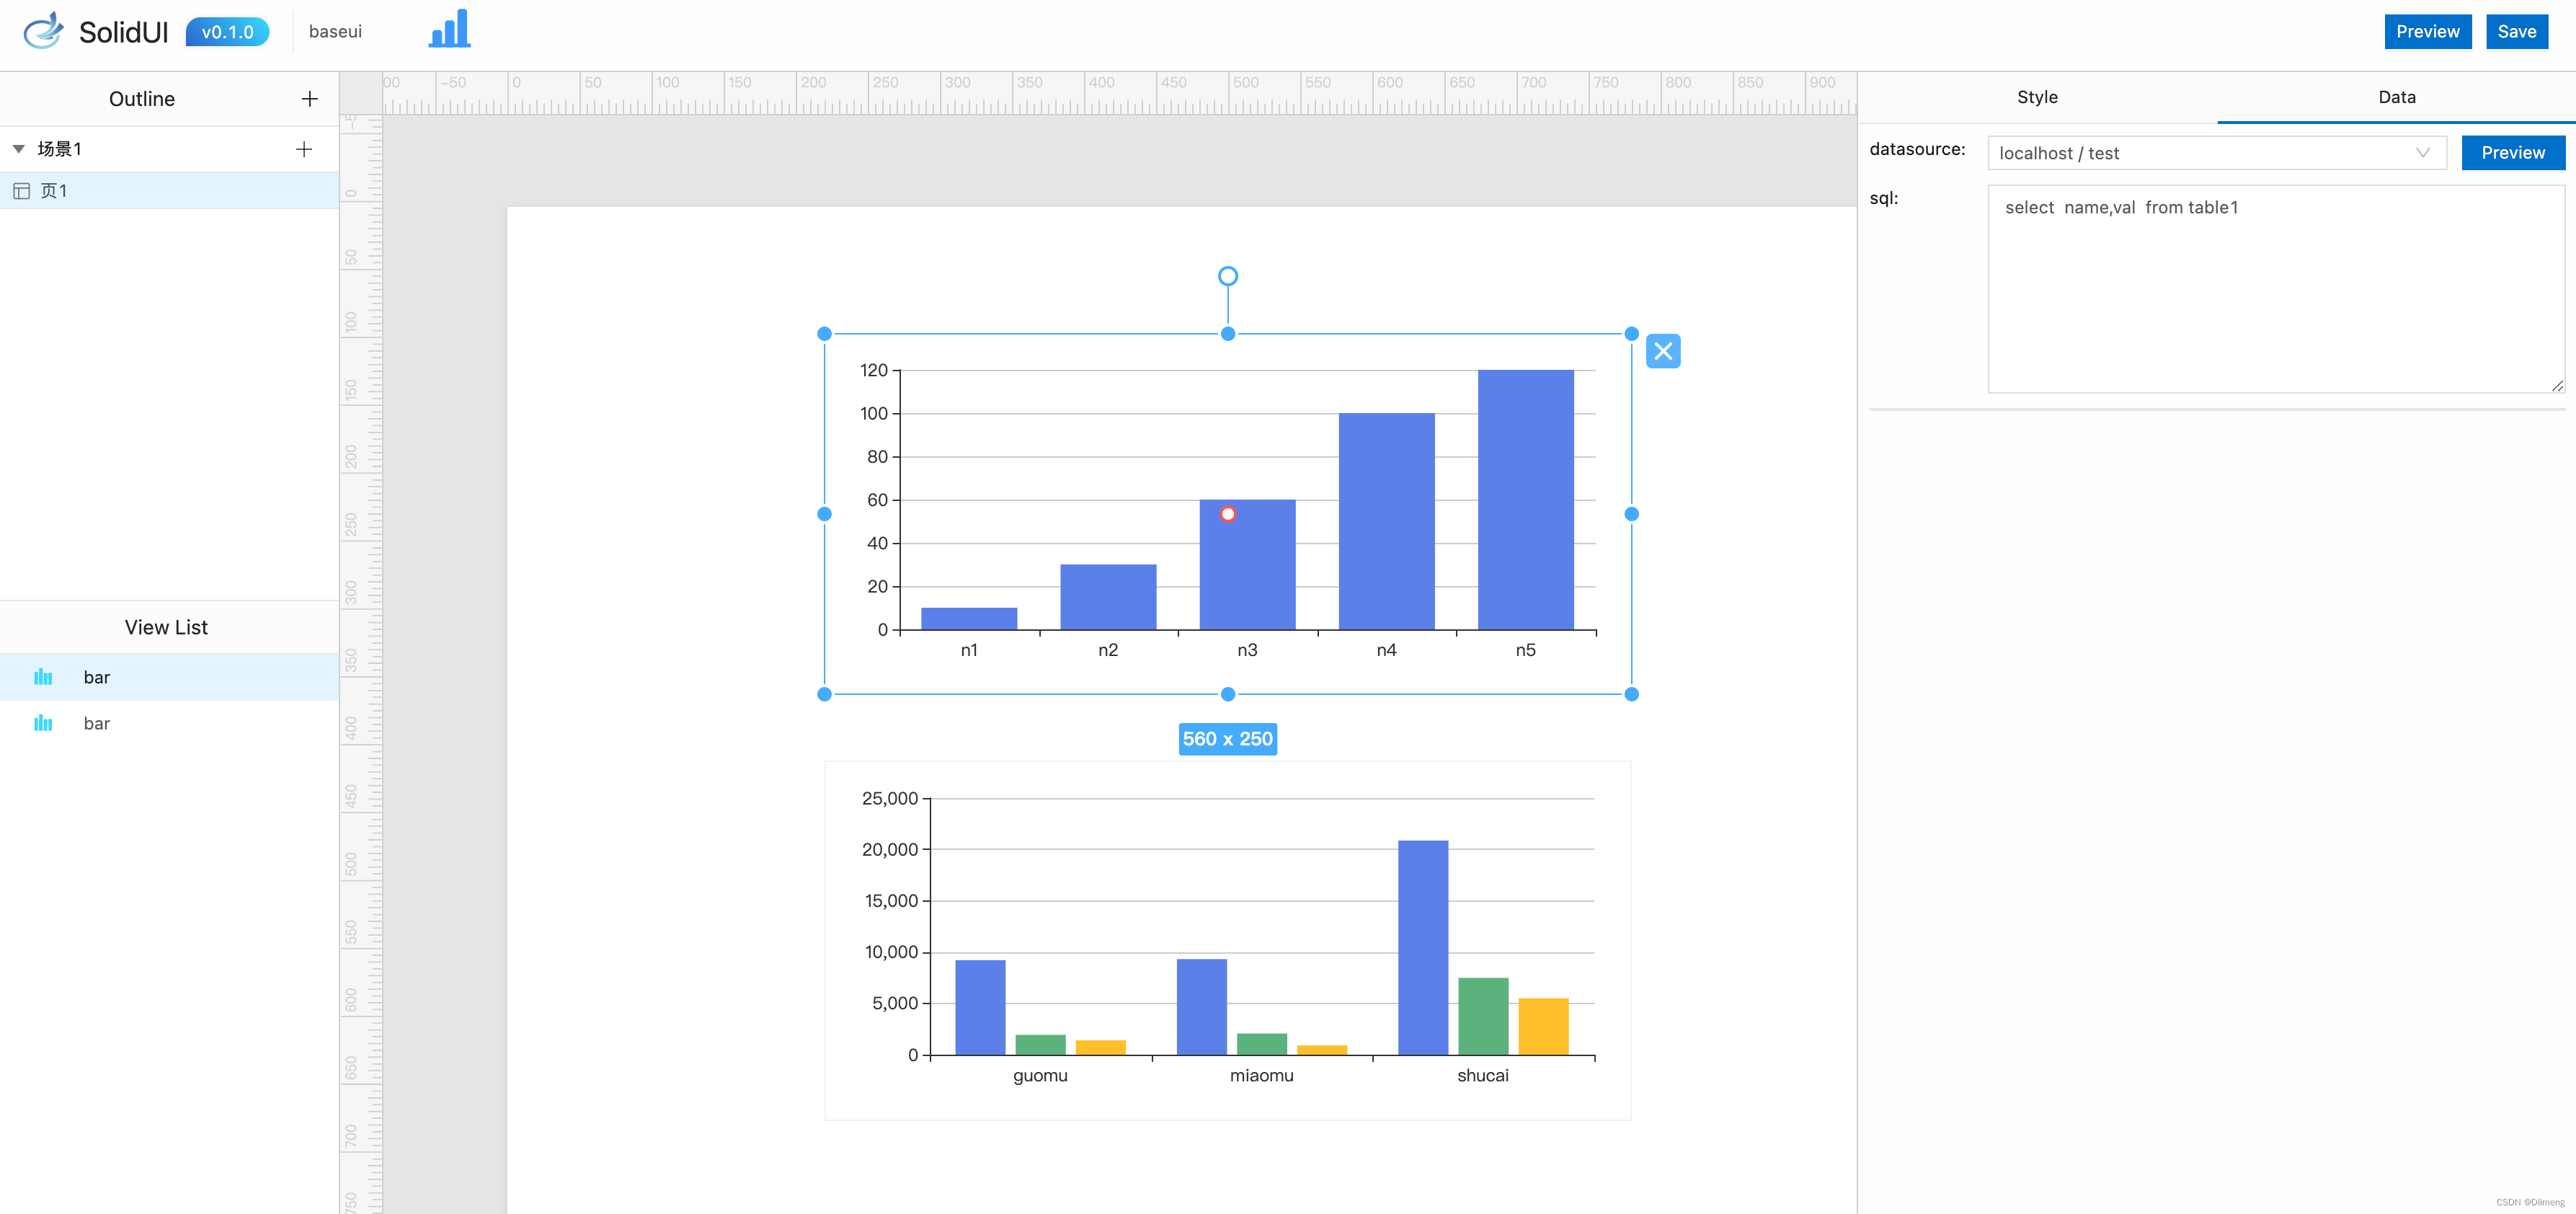 SolidUI v0.1.0 baseui Preview Save
Outline
场景1
页1
View List
bar
bar
00 -50 0 50 100 150 200 250 300 350 400 450 500 550 600 650 700 750 800 850 900
-5
0
50
100
150
200
250
300
350
400
450
500
550
600
650
700
750
120
100
80
60
40
20
0
n1 n2 n3 n4 n5
560 x 250
25,000
20,000
15,000
10,000
5,000
0
guomu miaomu shucai
Style Data
datasource: localhost / test Preview
sql: select name,val from table1
CSDN @Dlimeng